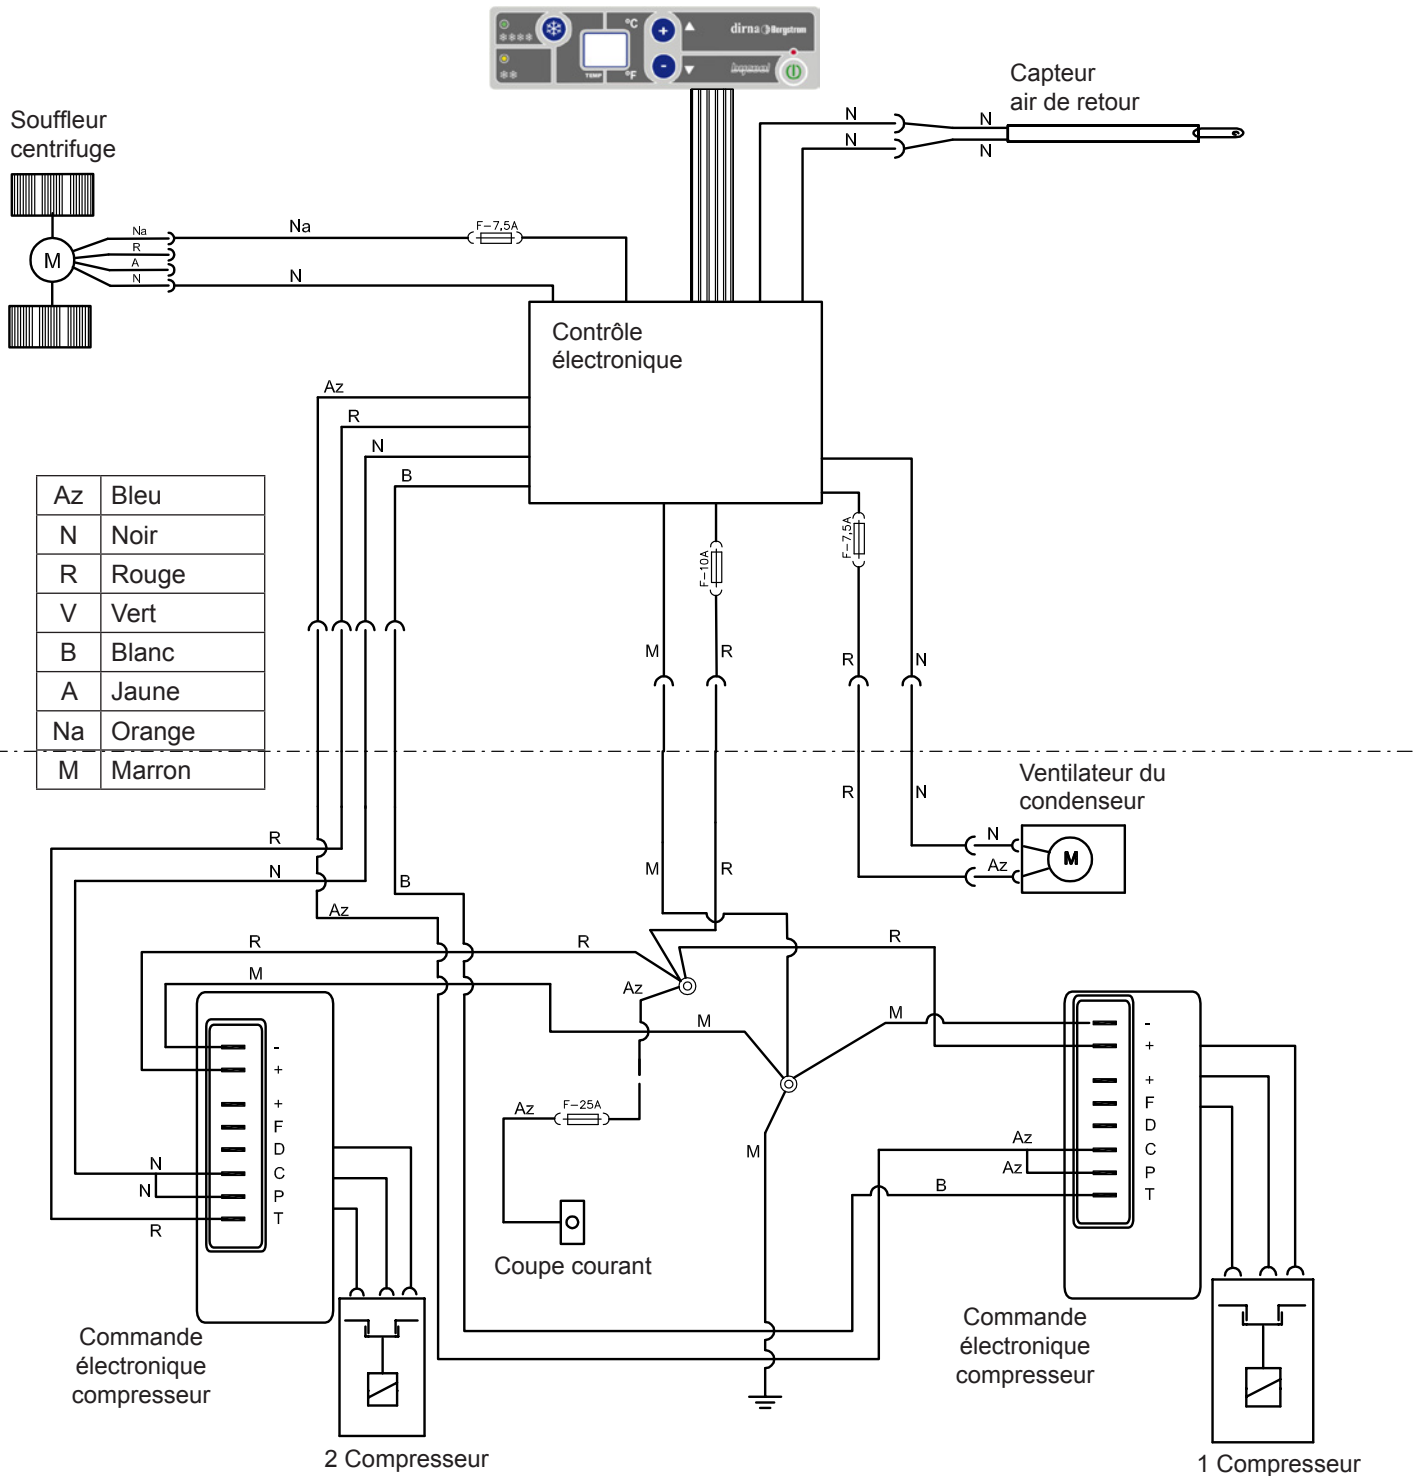 °C
dirna Bergstrom
TEMP
°F
Capteur
air de retour
Souffleur
centrifuge
N
N
N
N
Na
R
A
N
M
Na
F-7,5A
N
Contrôle
électronique
Az
R
N
B
Az Bleu
N Noir
R Rouge
V Vert
B Blanc
A Jaune
Na Orange
M Marron
F-10A
F-7,5A
M
R
R
N
Ventilateur du
condenseur
R
N
N
Az
M
R
N
B
Az
M
R
R
R
R
M
Az
M
M
-
+
+
F
D
C
P
T
N
N
R
Az
F-25A
M
Coupe courant
-
+
+
F
D
C
P
T
Az
Az
B
Commande
électronique
compresseur
2 Compresseur
Commande
électronique
compresseur
1 Compresseur